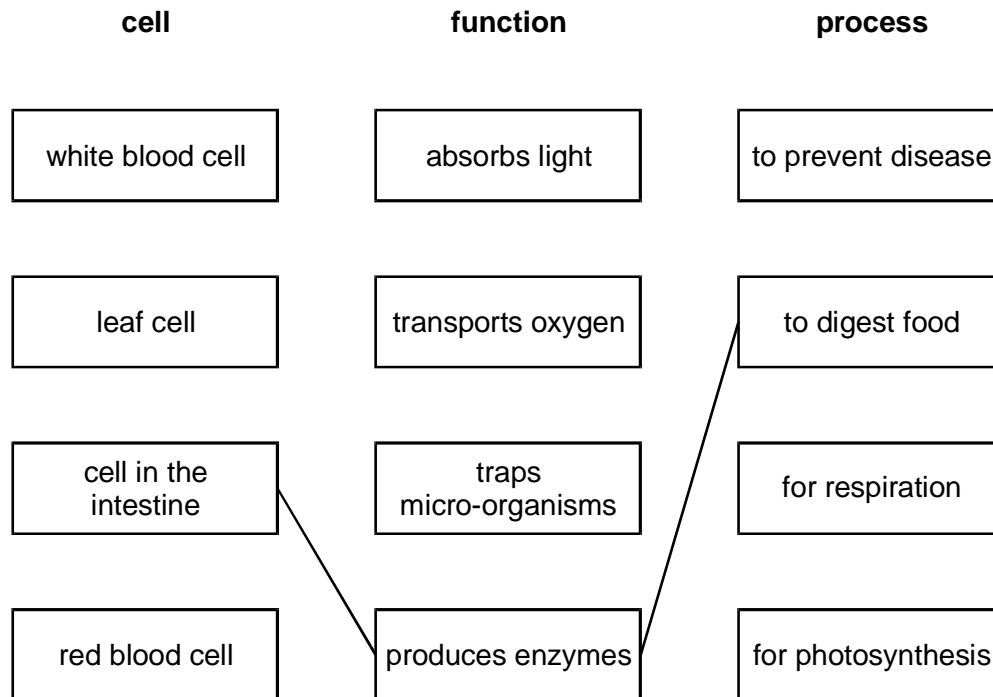 cell function process
white blood cell absorbs light to prevent disease
leaf cell transports oxygen to digest food
cell in the
intestine
traps
micro-organisms
for respiration
red blood cell produces enzymes for photosynthesis